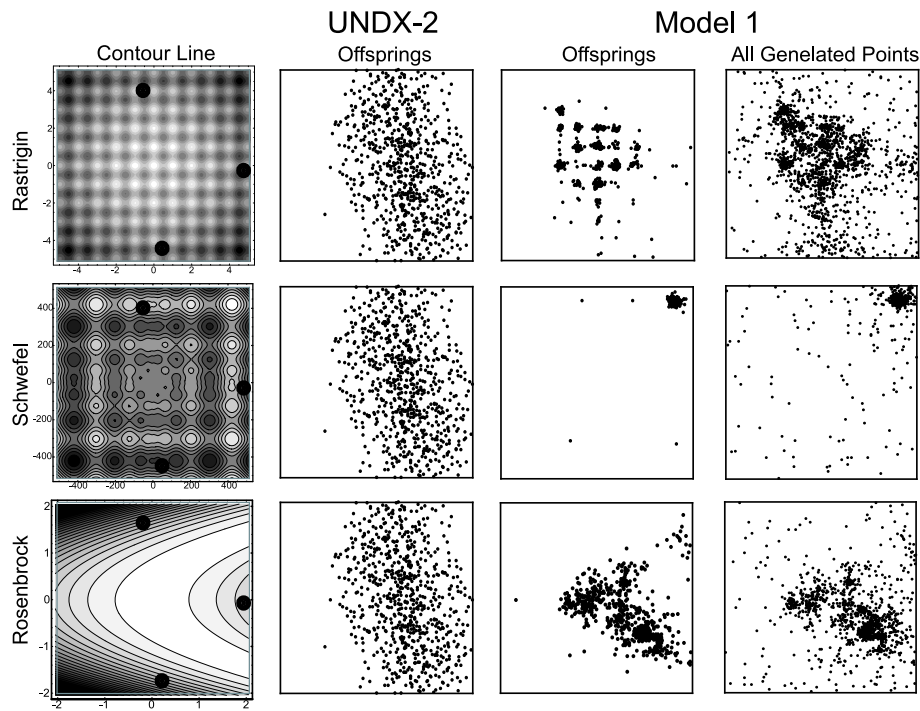 UNDX-2 Model 1
Contour Line Offsprings Offsprings All Genelated Points
Rastrigin
4
2
0
-2
-4
-4 -2 0 2 4
Schwefel
400
200
0
-200
-400
-400 -200 0 200 400
Rosenbrock
2
1
0
-1
-2
-2 -1 0 1 2